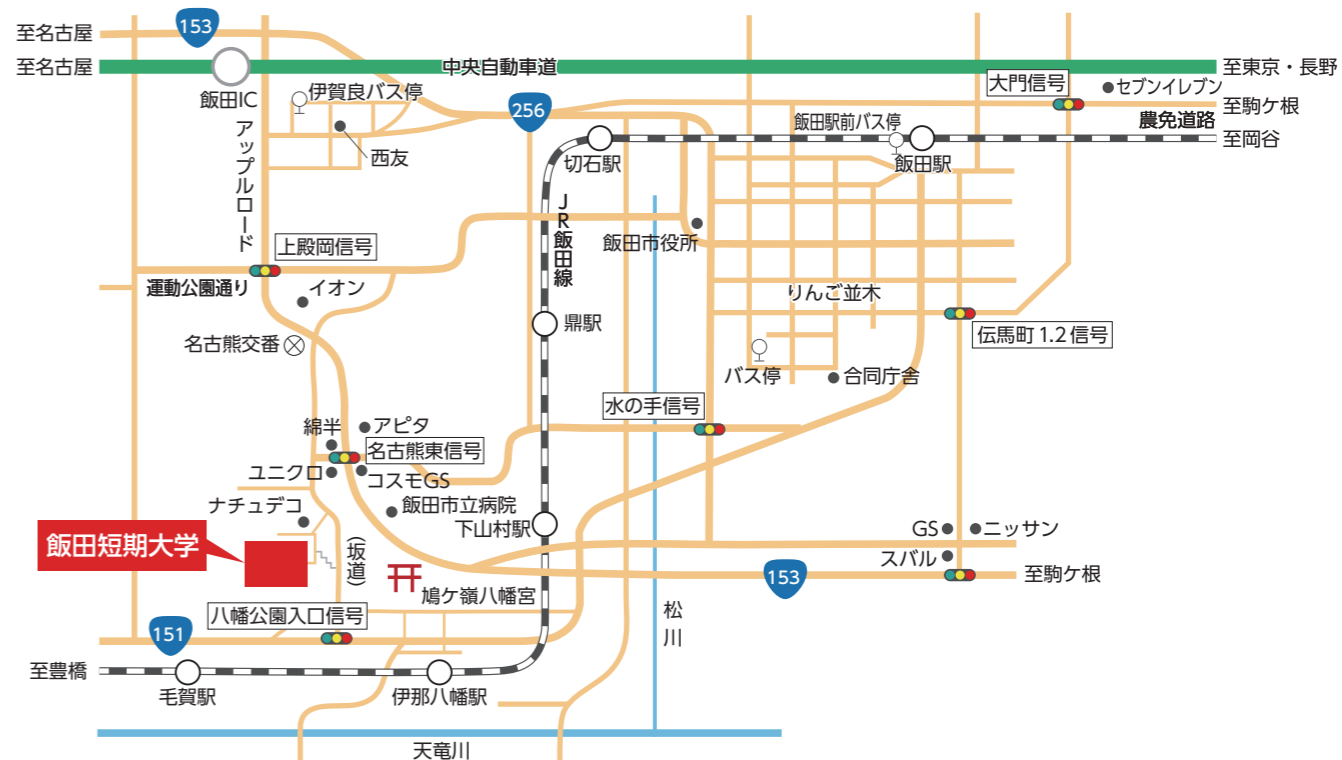 至名古屋
153
至名古屋
中央自動車道
至東京・長野
飯田IC
伊賀良バス停
256
大門信号
セブンイレブン
至駒ケ根
飯田駅前バス停
農免道路
至岡谷
アップルロード
西友
切石駅
飯田駅
JR飯田線
飯田市役所
上殿岡信号
運動公園通り
イオン
りんご並木
名古熊交番
鼎駅
伝馬町1.2信号
バス停
合同庁舎
水の手信号
綿半
アピタ
名古熊東信号
ユニクロ
コスモGS
ナチュデコ
飯田市立病院
下山村駅
GS
ニッサン
飯田短期大学
(坂道)
スバル
至駒ケ根
153
鳩ケ嶺八幡宮
八幡公園入口信号
松川
151
至豊橋
毛賀駅
伊那八幡駅
天竜川